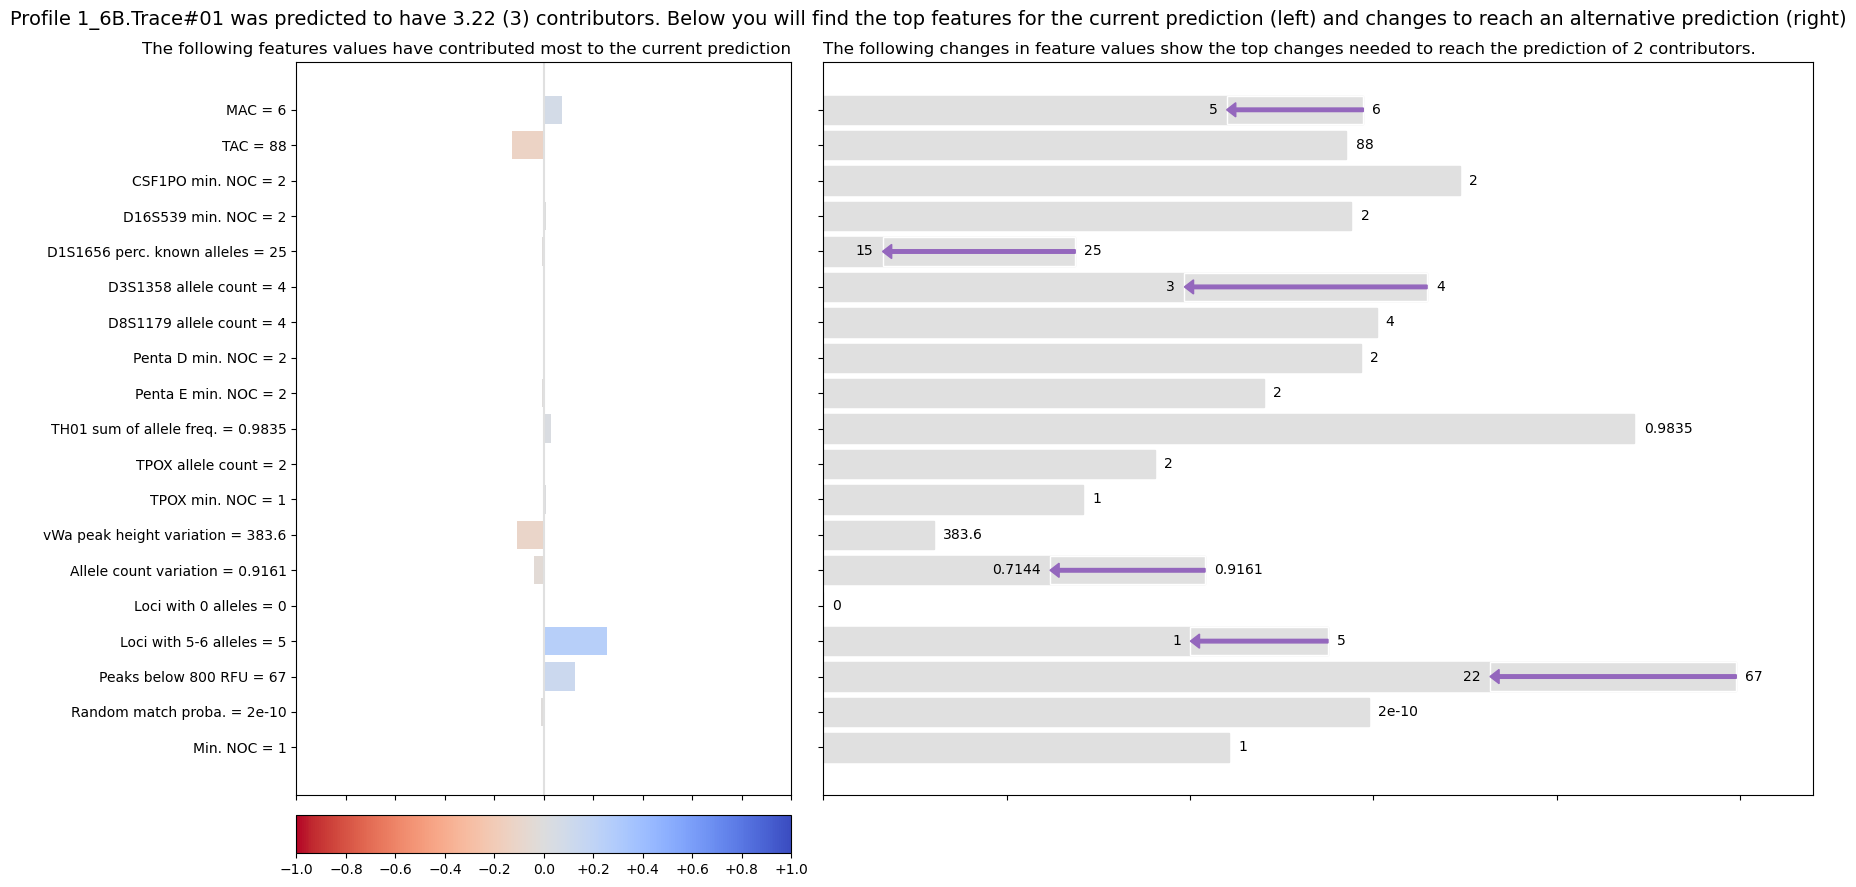 Profile 1_6B.Trace#01 was predicted to have 3.22 (3) contributors. Below you will find the top features for the current prediction (left) and changes to reach an alternative prediction (right)
The following features values have contributed most to the current prediction
The following changes in feature values show the top changes needed to reach the prediction of 2 contributors.
MAC = 6
5
6
TAC = 88
88
CSF1PO min. NOC = 2
2
D16S539 min. NOC = 2
2
D1S1656 perc. known alleles = 25
15
25
D3S1358 allele count = 4
3
4
D8S1179 allele count = 4
4
Penta D min. NOC = 2
2
Penta E min. NOC = 2
2
TH01 sum of allele freq. = 0.9835
0.9835
TPOX allele count = 2
2
TPOX min. NOC = 1
1
vWa peak height variation = 383.6
383.6
Allele count variation = 0.9161
0.7144
0.9161
Loci with 0 alleles = 0
0
Loci with 5-6 alleles = 5
1
5
Peaks below 800 RFU = 67
22
67
Random match proba. = 2e-10
2e-10
Min. NOC = 1
1
−1.0 −0.8 −0.6 −0.4 −0.2 0.0 +0.2 +0.4 +0.6 +0.8 +1.0